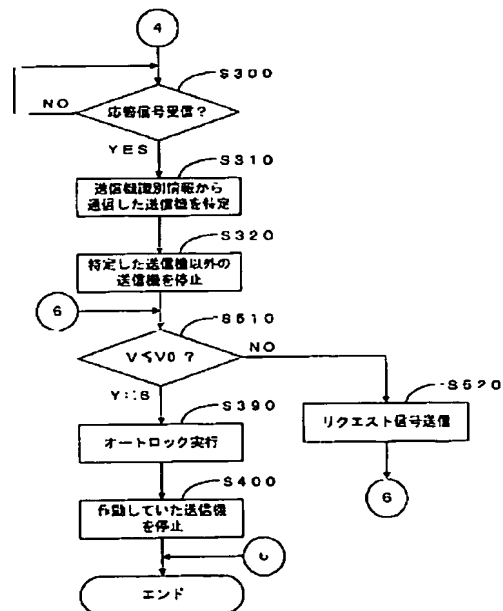 4
S300
NO
応答信号受信?
YES
S310
送信機識別情報から
通信した送信機を特定
S320
特定した送信機以外の
送信機を停止
6
S510
V≤V0?
NO
S520
リクエスト信号送信
6
S390
オートロック実行
S400
作動していた送信機
を停止
エンド